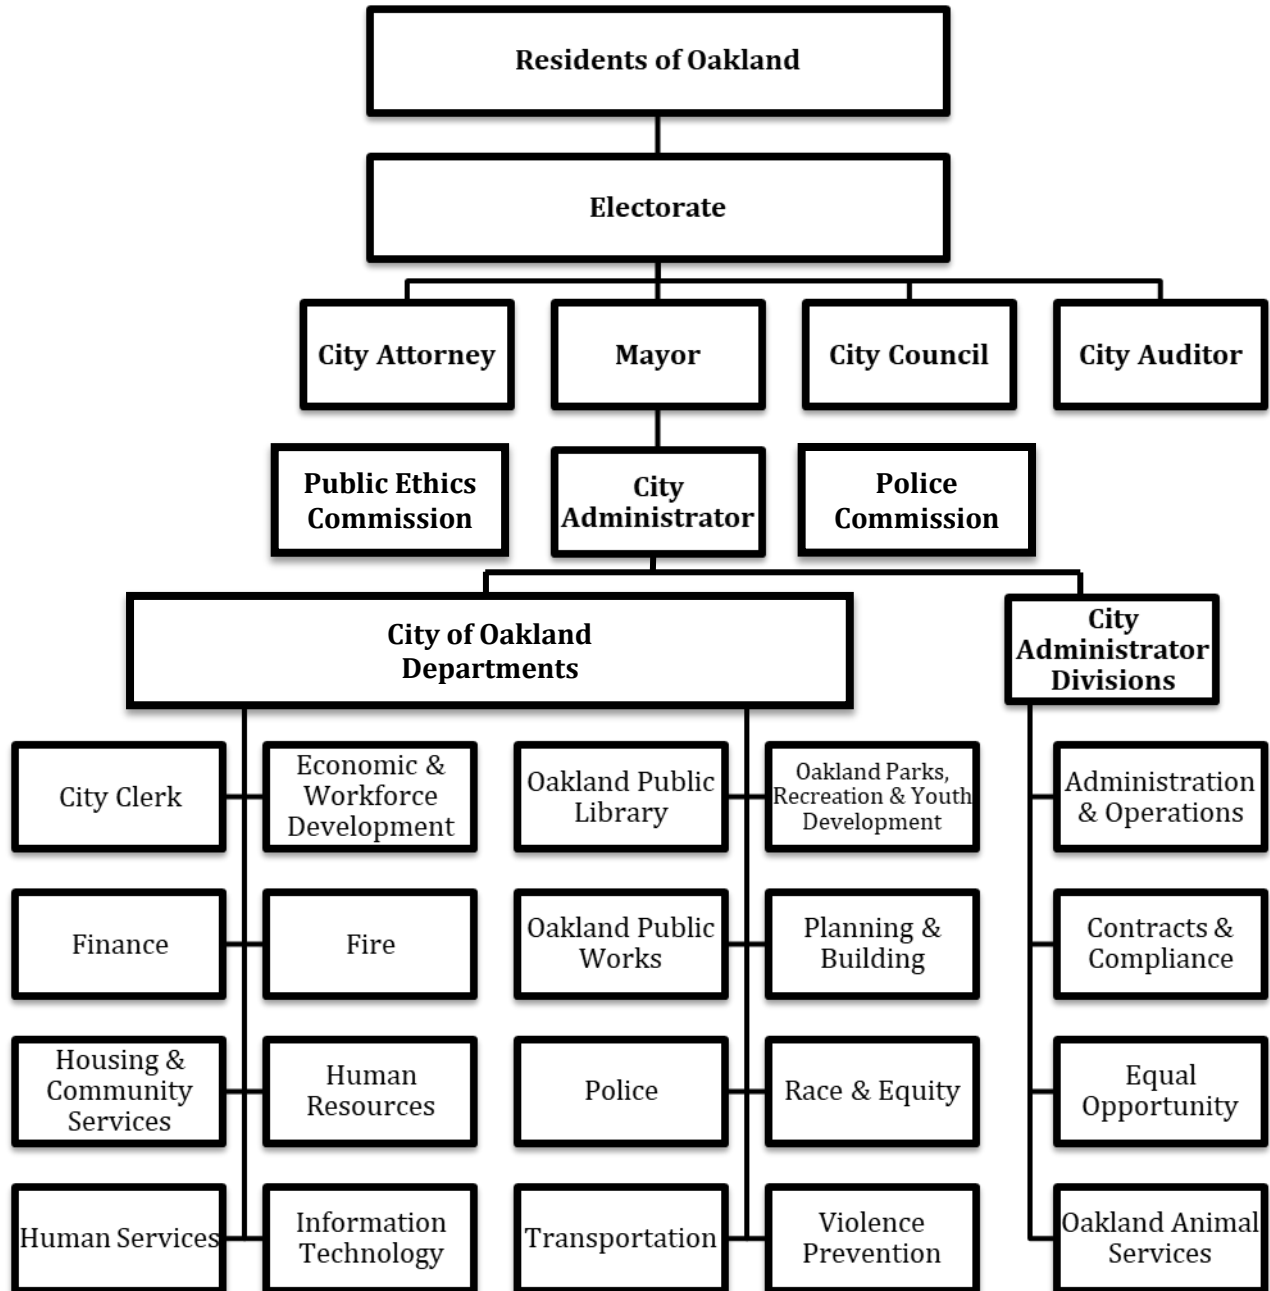 Residents of Oakland
Electorate
City Attorney
Mayor
City Council
City Auditor
Public Ethics
Commission
City
Administrator
Police
Commission
City of Oakland
Departments
City
Administrator
Divisions
City Clerk
Economic &
Workforce
Development
Oakland Public
Library
Oakland Parks,
Recreation & Youth
Development
Administration
& Operations
Finance
Fire
Oakland Public
Works
Planning &
Building
Contracts &
Compliance
Housing &
Community
Services
Human
Resources
Police
Race & Equity
Equal
Opportunity
Human Services
Information
Technology
Transportation
Violence
Prevention
Oakland Animal
Services